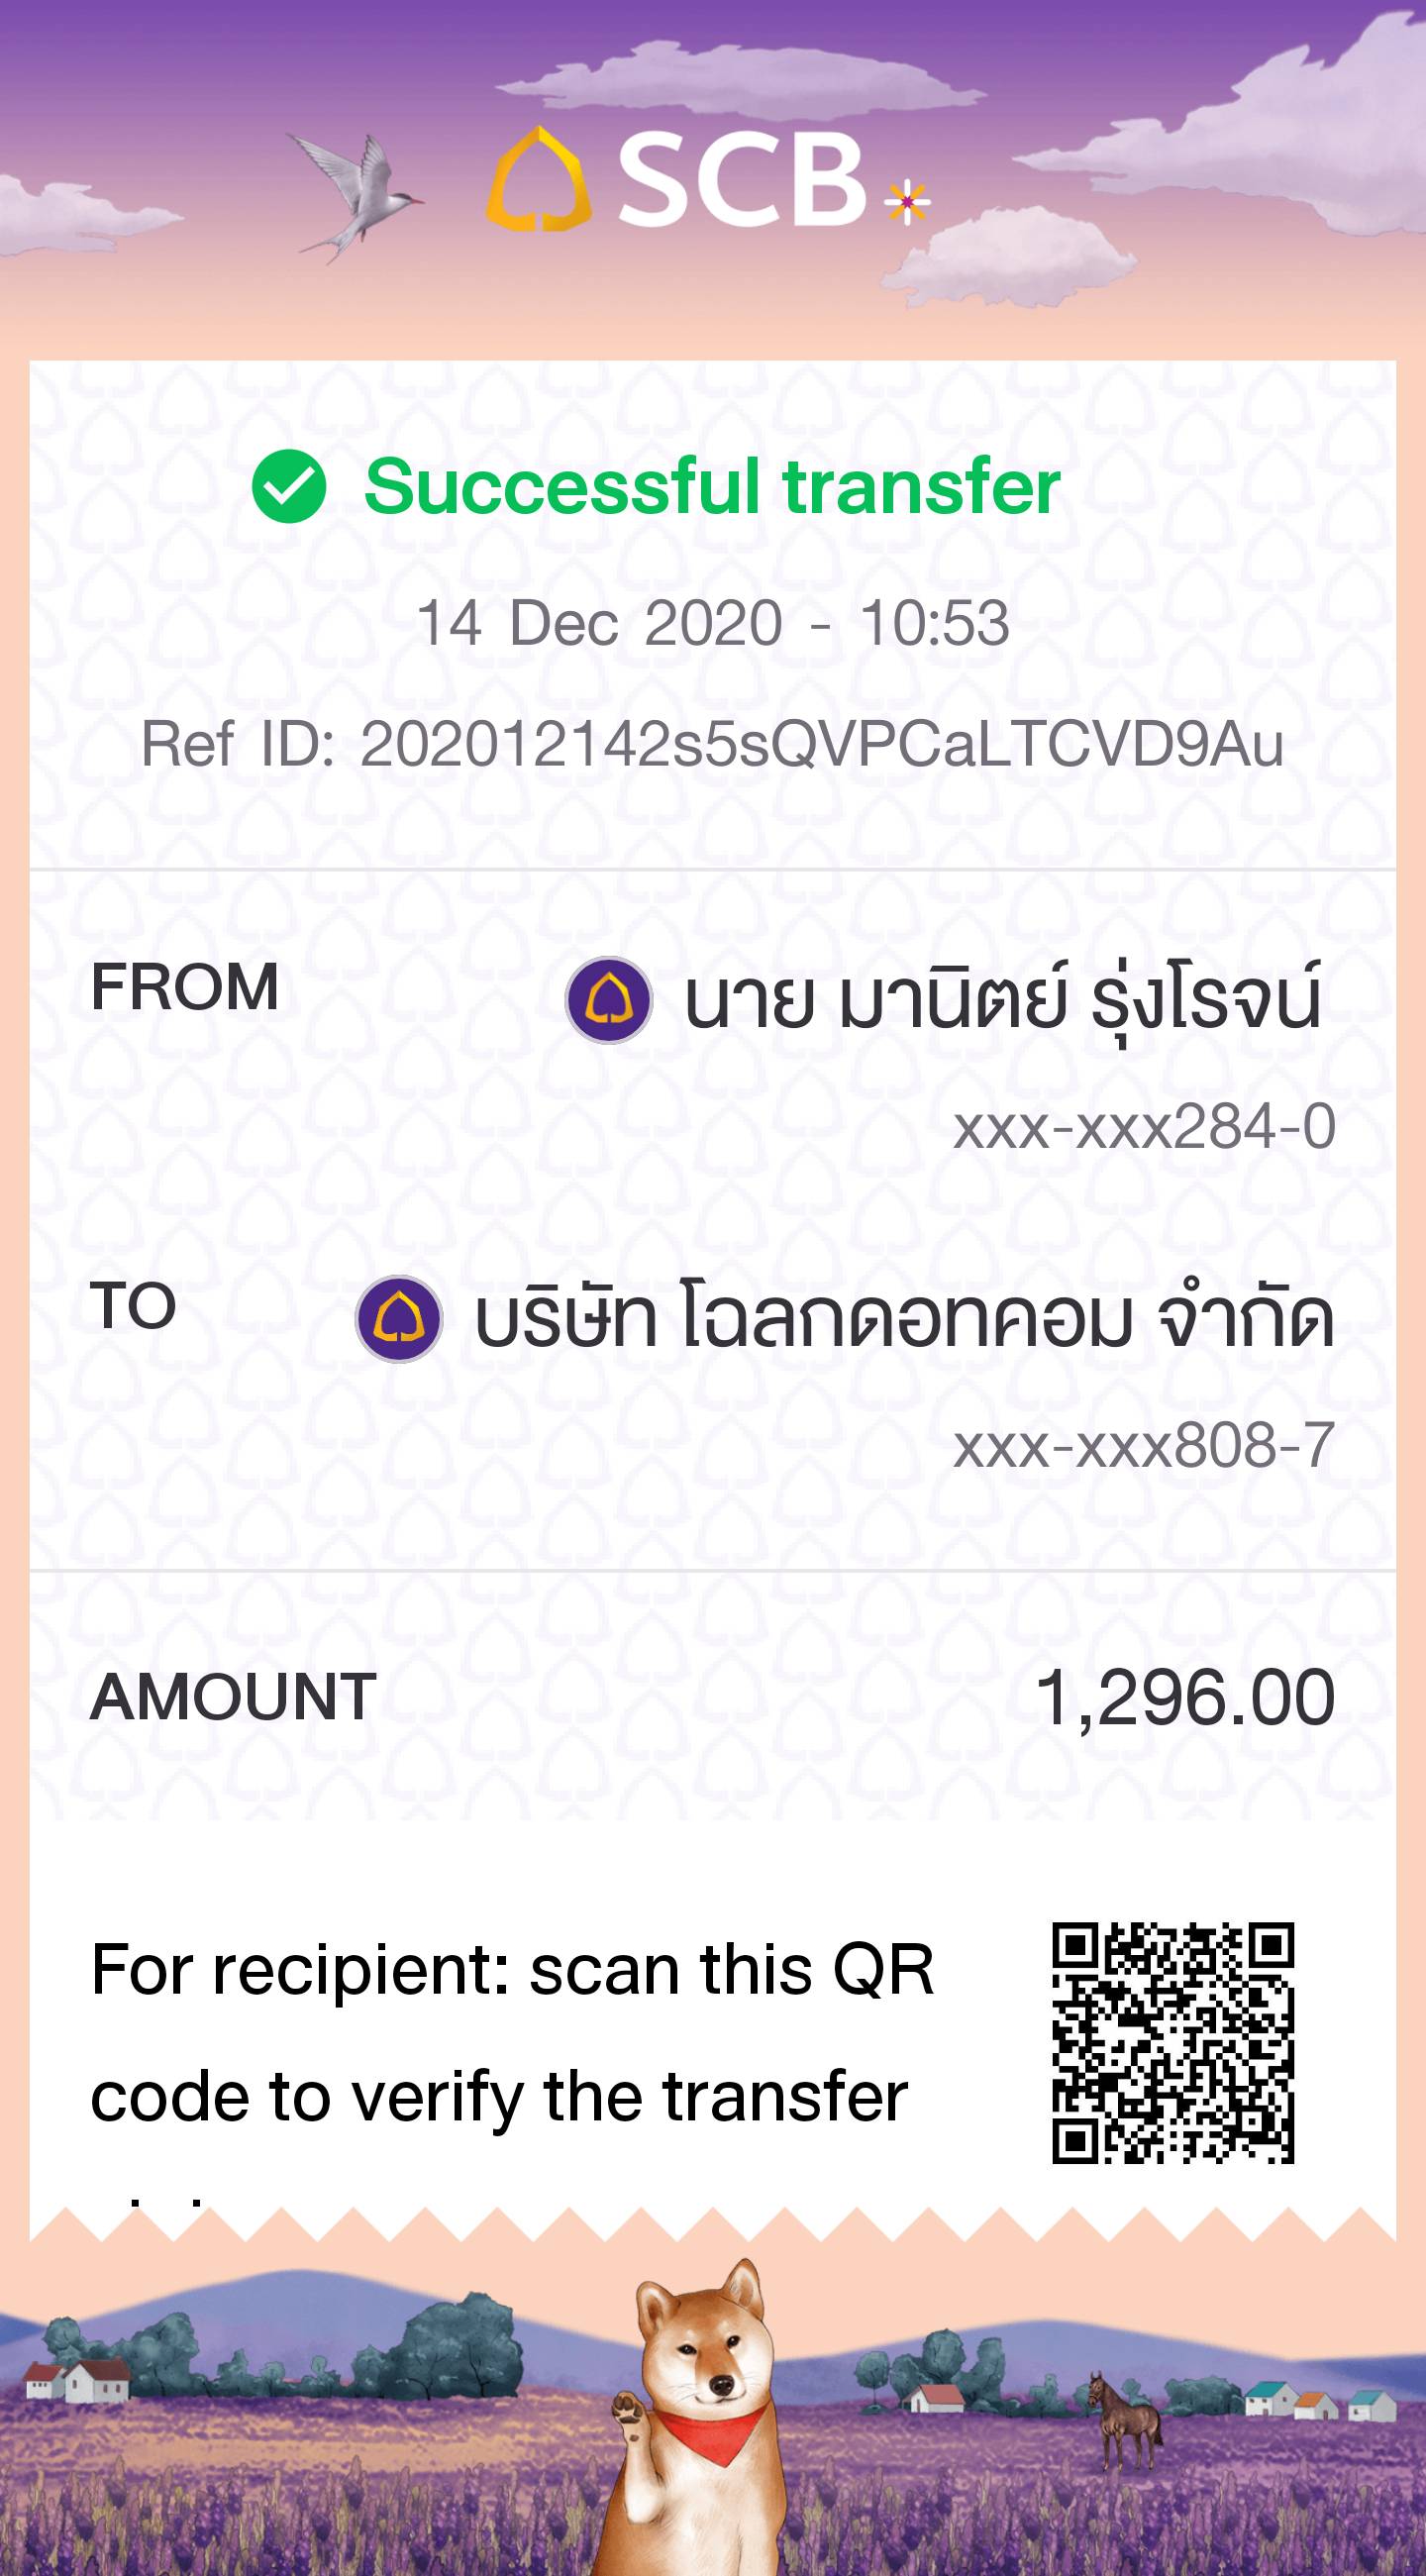 SCB
Successful transfer
14 Dec 2020 - 10:53
Ref ID: 202012142s5sQVPCaLTCVD9Au
FROM
นาย มานิตย์ รุ่งโรจน์
xxx-xxx284-0
TO
บริษัท โฉลกดอทคอม จำกัด
xxx-xxx808-7
AMOUNT
1,296.00
For recipient: scan this QR
code to verify the transfer